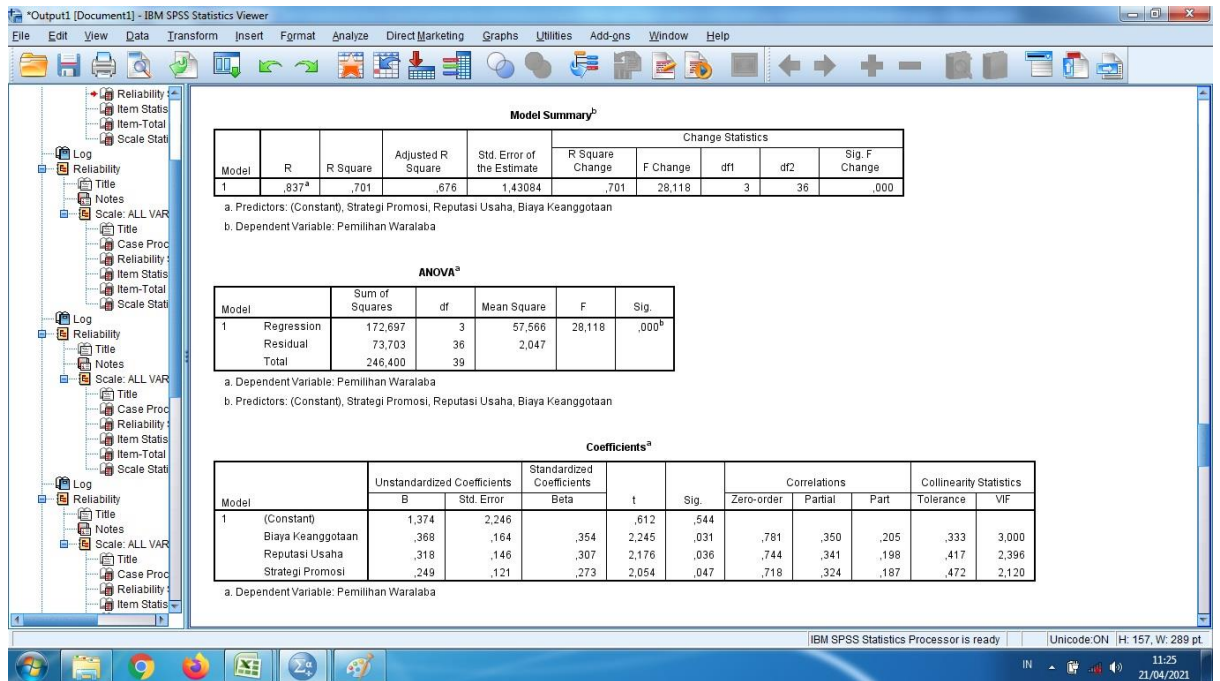 *Output1 [Document1] - IBM SPSS Statistics Viewer
File Edit View Data Transform Insert Format Analyze Direct Marketing Graphs Utilities Add-ons Window Help
Reliability
Item Statis
Item-Total
Scale Stati
Log
Reliability
Title
Notes
Scale: ALL VAR
Title
Case Proc
Reliability
Item Statis
Item-Total
Scale Stati
Log
Reliability
Title
Notes
Scale: ALL VAR
Title
Case Proc
Reliability
Item Statis
Item-Total
Scale Stati
Log
Reliability
Title
Notes
Scale: ALL VAR
Title
Case Proc
Reliability
Item Statis
Model Summaryb
Change Statistics
Model R R Square Adjusted R Square Std. Error of the Estimate R Square Change F Change df1 df2 Sig. F Change
1 ,837a ,701 ,676 1,43084 ,701 28,118 3 36 ,000
a. Predictors: (Constant), Strategi Promosi, Reputasi Usaha, Biaya Keanggotaan
b. Dependent Variable: Pemilihan Waralaba
ANOVAa
Model Sum of Squares df Mean Square F Sig.
1 Regression 172,697 3 57,566 28,118 ,000b
Residual 73,703 36 2,047
Total 246,400 39
a. Dependent Variable: Pemilihan Waralaba
b. Predictors: (Constant), Strategi Promosi, Reputasi Usaha, Biaya Keanggotaan
Coefficientsa
Unstandardized Coefficients Standardized Coefficients Correlations Collinearity Statistics
Model B Std. Error Beta t Sig. Zero-order Partial Part Tolerance VIF
1 (Constant) 1,374 2,246 ,612 ,544
Biaya Keanggotaan ,368 ,164 ,354 2,245 ,031 ,781 ,350 ,205 ,333 3,000
Reputasi Usaha ,318 ,146 ,307 2,176 ,036 ,744 ,341 ,198 ,417 2,396
Strategi Promosi ,249 ,121 ,273 2,054 ,047 ,718 ,324 ,187 ,472 2,120
a. Dependent Variable: Pemilihan Waralaba
IBM SPSS Statistics Processor is ready Unicode:ON H: 157, W: 289 pt.
IN 11:25
21/04/2021